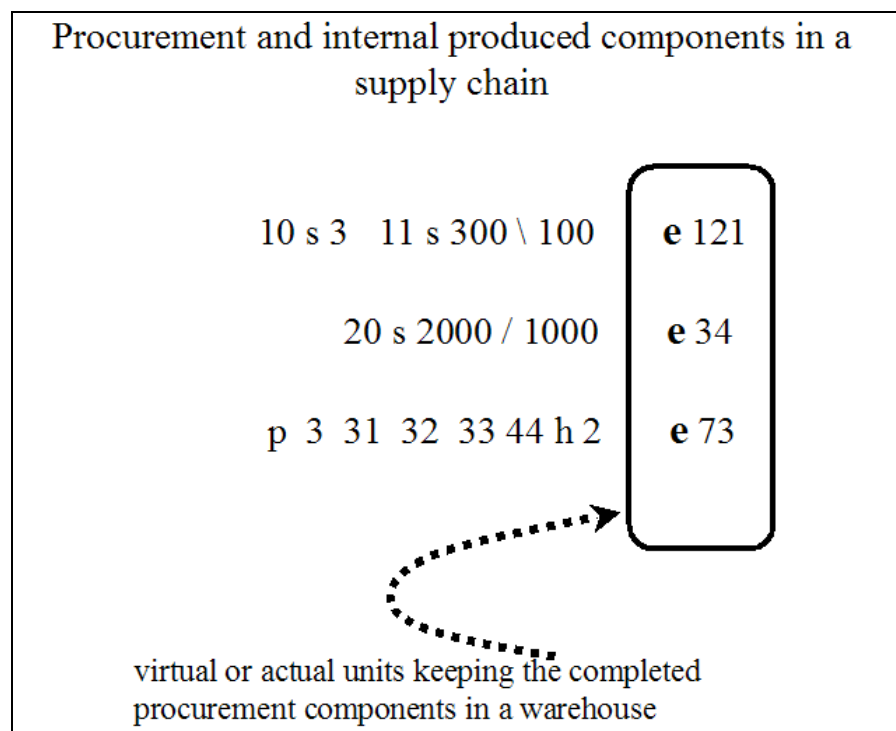 Procurement and internal produced components in a
supply chain
10 s 3 11 s 300 \ 100 e 121
20 s 2000 / 1000 e 34
p 3 31 32 33 44 h 2 e 73
virtual or actual units keeping the completed
procurement components in a warehouse